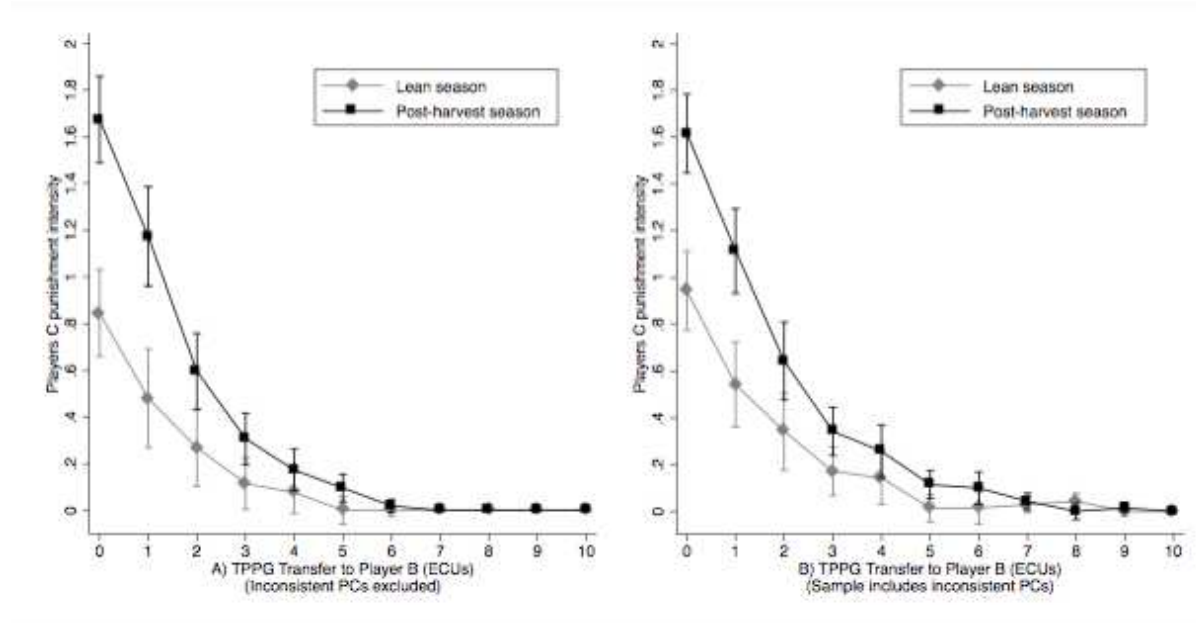 2
1.8
1.6
1.4
1.2
1
.8
.6
.4
.2
0
Players C punishment intensity
Lean season
Post-harvest season
0 1 2 3 4 5 6 7 8 9 10
A) TPPG Transfer to Player B (ECUs)
(Inconsistent PCs excluded)
2
1.8
1.6
1.4
1.2
1
.8
.6
.4
.2
0
Players C punishment intensity
Lean season
Post-harvest season
0 1 2 3 4 5 6 7 8 9 10
B) TPPG Transfer to Player B (ECUs)
(Sample includes inconsistent PCs)